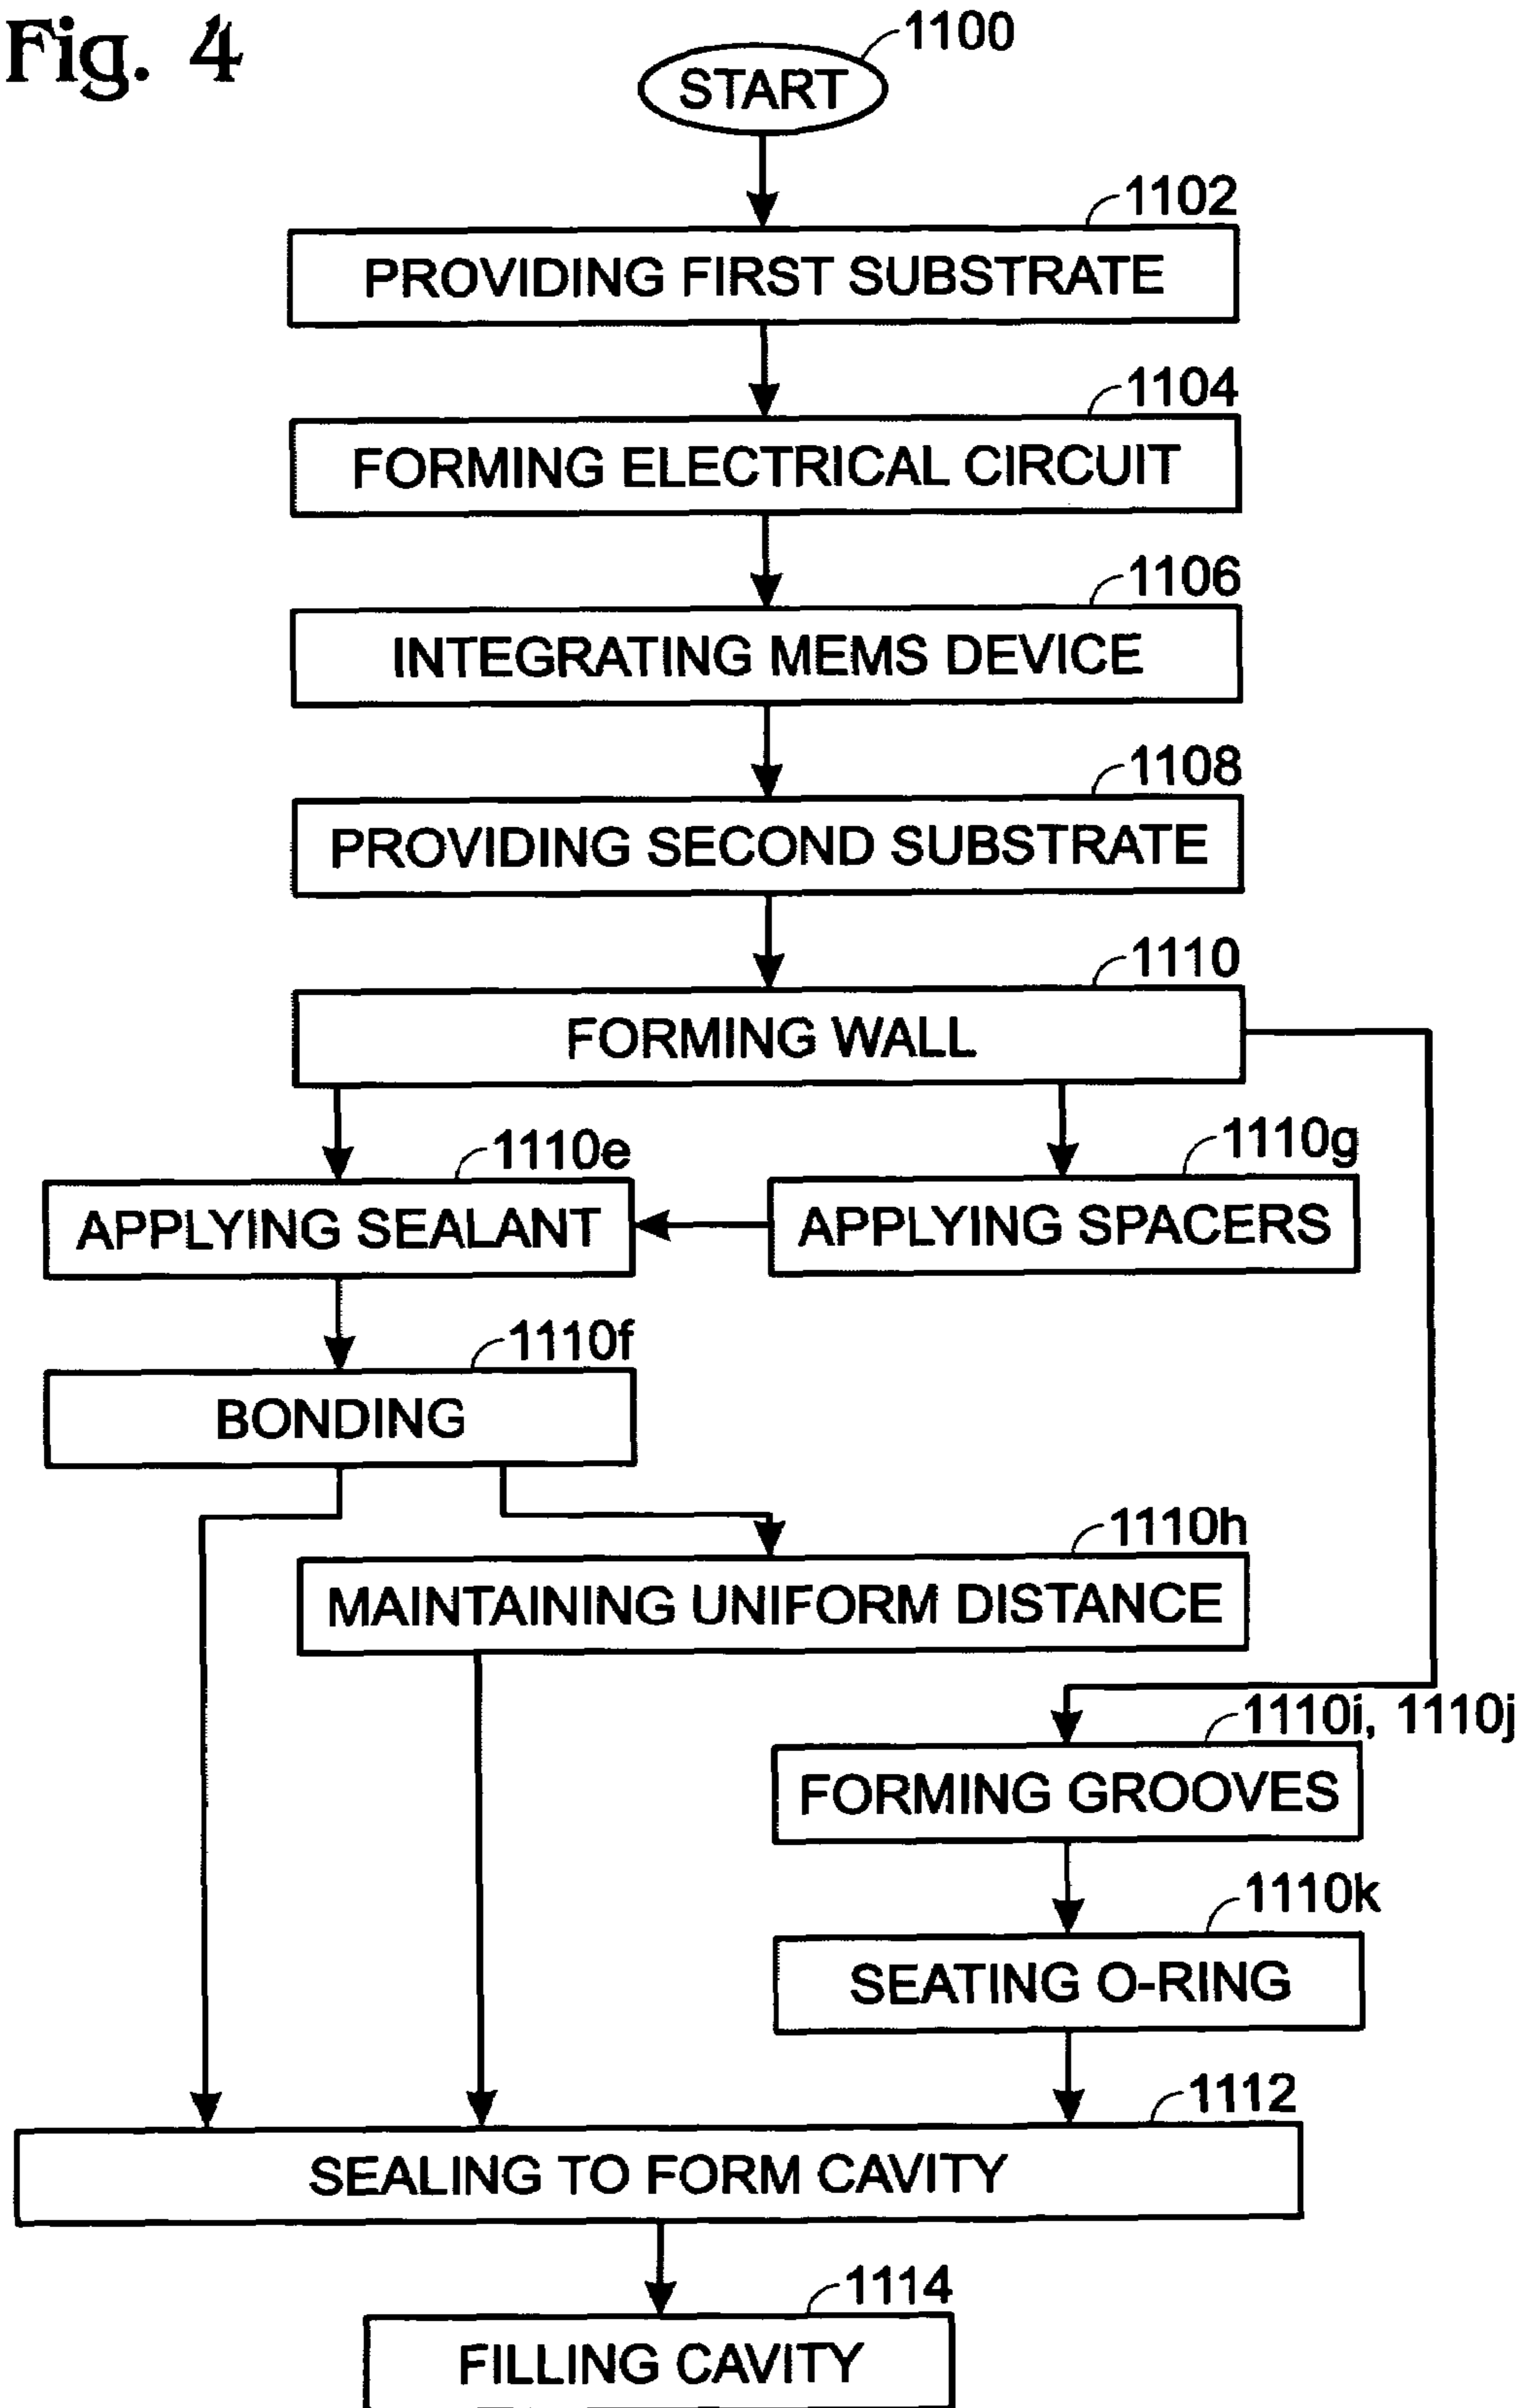 Fig. 4
1100
START
1102
PROVIDING FIRST SUBSTRATE
1104
FORMING ELECTRICAL CIRCUIT
1106
INTEGRATING MEMS DEVICE
1108
PROVIDING SECOND SUBSTRATE
1110
FORMING WALL
1110e
1110g
APPLYING SEALANT
APPLYING SPACERS
1110f
BONDING
1110h
MAINTAINING UNIFORM DISTANCE
1110i, 1110j
FORMING GROOVES
1110k
SEATING O-RING
1112
SEALING TO FORM CAVITY
1114
FILLING CAVITY